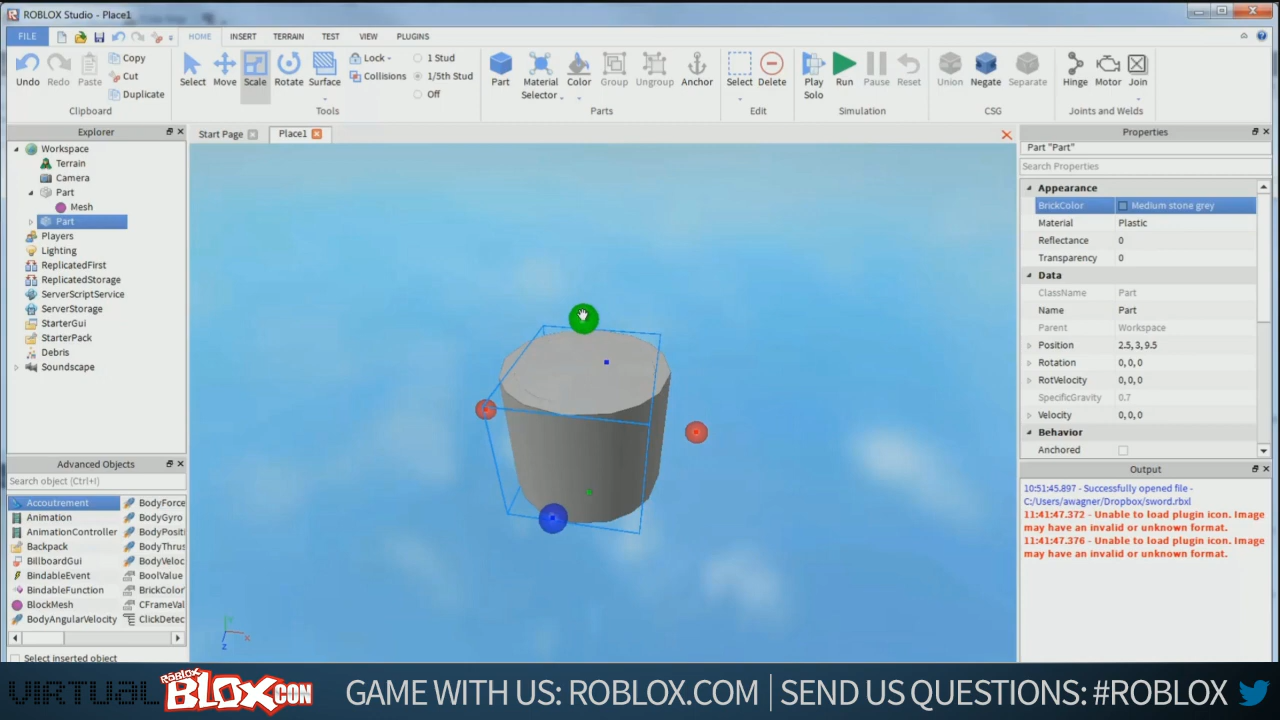 ROBLOX Studio - Place1
FILE HOME INSERT TERRAIN TEST VIEW PLUGINS
Undo Redo Paste Copy Cut Duplicate
Clipboard
Select Move Scale Rotate Surface Lock Collisions 1 Stud 1/5th Stud Off
Tools
Part Material Selector Color Group Ungroup Anchor
Parts
Select Delete
Edit
Play Solo Run Pause Reset
Simulation
Union Negate Separate
CSG
Hinge Motor Join
Joints and Welds
Explorer
Workspace
Terrain
Camera
Part
Mesh
Part
Players
Lighting
ReplicatedFirst
ReplicatedStorage
ServerScriptService
ServerStorage
StarterGui
StarterPack
Debris
Soundscape
Advanced Objects
Search object (Ctrl+I)
Accoutrement BodyForce
Animation BodyGyro
AnimationController BodyPositi
Backpack BodyThrus
BillboardGui BodyVeloc
BindableEvent BoolValue
BindableFunction BrickColor
BlockMesh CFrameVal
BodyAngularVelocity ClickDetec
Select inserted object
Start Page Place1
X
Y
Z
Properties
Part "Part"
Search Properties
Appearance
BrickColor Medium stone grey
Material Plastic
Reflectance 0
Transparency 0
Data
ClassName Part
Name Part
Parent Workspace
Position 2.5, 3, 9.5
Rotation 0, 0, 0
RotVelocity 0, 0, 0
SpecificGravity 0.7
Velocity 0, 0, 0
Behavior
Anchored
Output
10:51:45.897 - Successfully opened file -
C:/Users/awagner/Dropbox/sword.rbxl
11:41:47.372 - Unable to load plugin icon. Image
may have an invalid or unknown format.
11:41:47.376 - Unable to load plugin icon. Image
may have an invalid or unknown format.
VIRTUAL ROBLOX BLOXCON GAME WITH US: ROBLOX.COM | SEND US QUESTIONS: #ROBLOX